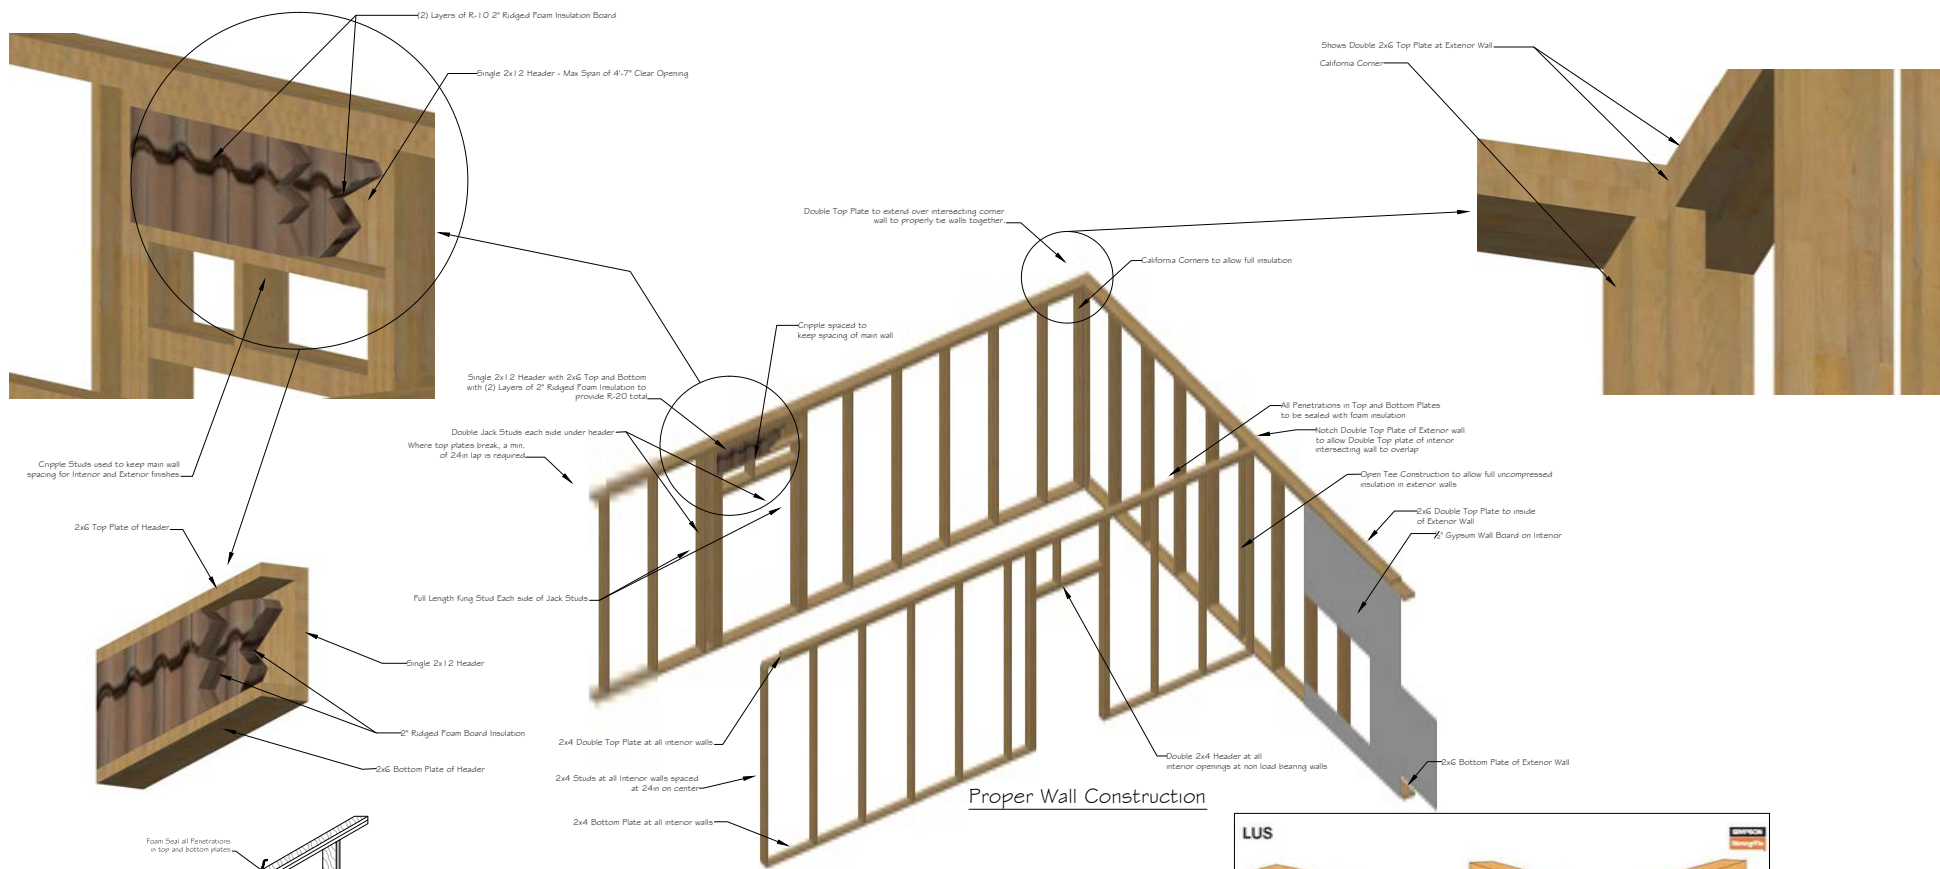 (2) Layers of R-10 2" Ridged Foam Insulation Board
Single 2x12 Header - Max Span of 4'-7" Clear Opening
Shows Double 2x6 Top Plate at Exterior Wall
California Corner
Double Top Plate to extend over intersecting corner
wall to properly tie walls together.
California Corners to allow full insulation
Cripple spaced to
keep spacing of main wall
Single 2x12 Header with 2x6 Top and Bottom
with (2) Layers of 2" Ridged Foam Insulation to
provide R-20 total
Double Jack Studs each side under header
Where top plates break, a min.
of 24in lap is required.
All Penetrations in Top and Bottom Plates
to be sealed with foam insulation
Notch Double Top Plate of Exterior wall
to allow Double Top plate of interior
intersecting wall to overlap
Open Tee Construction to allow full uncompressed
insulation in exterior walls
Cripple Studs used to keep main wall
spacing for Interior and Exterior finishes
2x6 Double Top Plate to inside
of Exterior Wall
½" Gypsum Wall Board on Interior
2x6 Top Plate of Header
Full Length King Stud Each side of Jack Studs
Single 2x12 Header
2" Ridged Foam Board Insulation
2x6 Bottom Plate of Header
2x4 Double Top Plate at all interior walls
2x4 Studs at all Interior walls spaced
at 24in on center
2x4 Bottom Plate at all interior walls
Double 2x4 Header at all
interior openings at non load bearing walls
2x6 Bottom Plate of Exterior Wall
Proper Wall Construction
Foam Seal all Penetrations
in top and bottom plates
LUS
SIMPSON
Strong-Tie